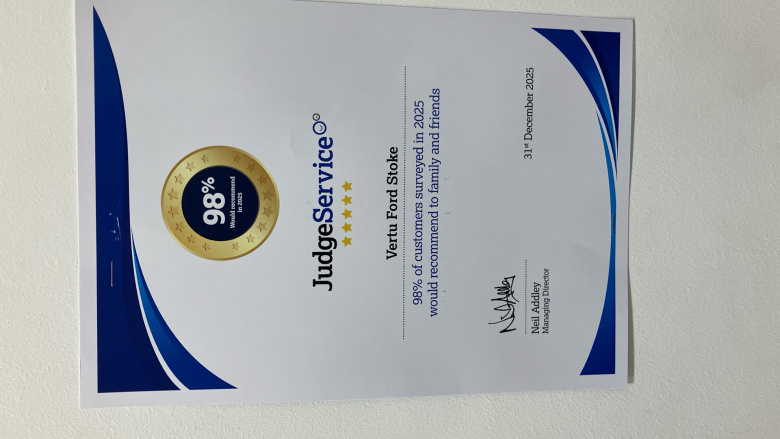 98%
Would recommend
in 2025
JudgeService
Vertu Ford Stoke
98% of customers surveyed in 2025
would recommend to family and friends
Neil Addley
Managing Director
31st December 2025